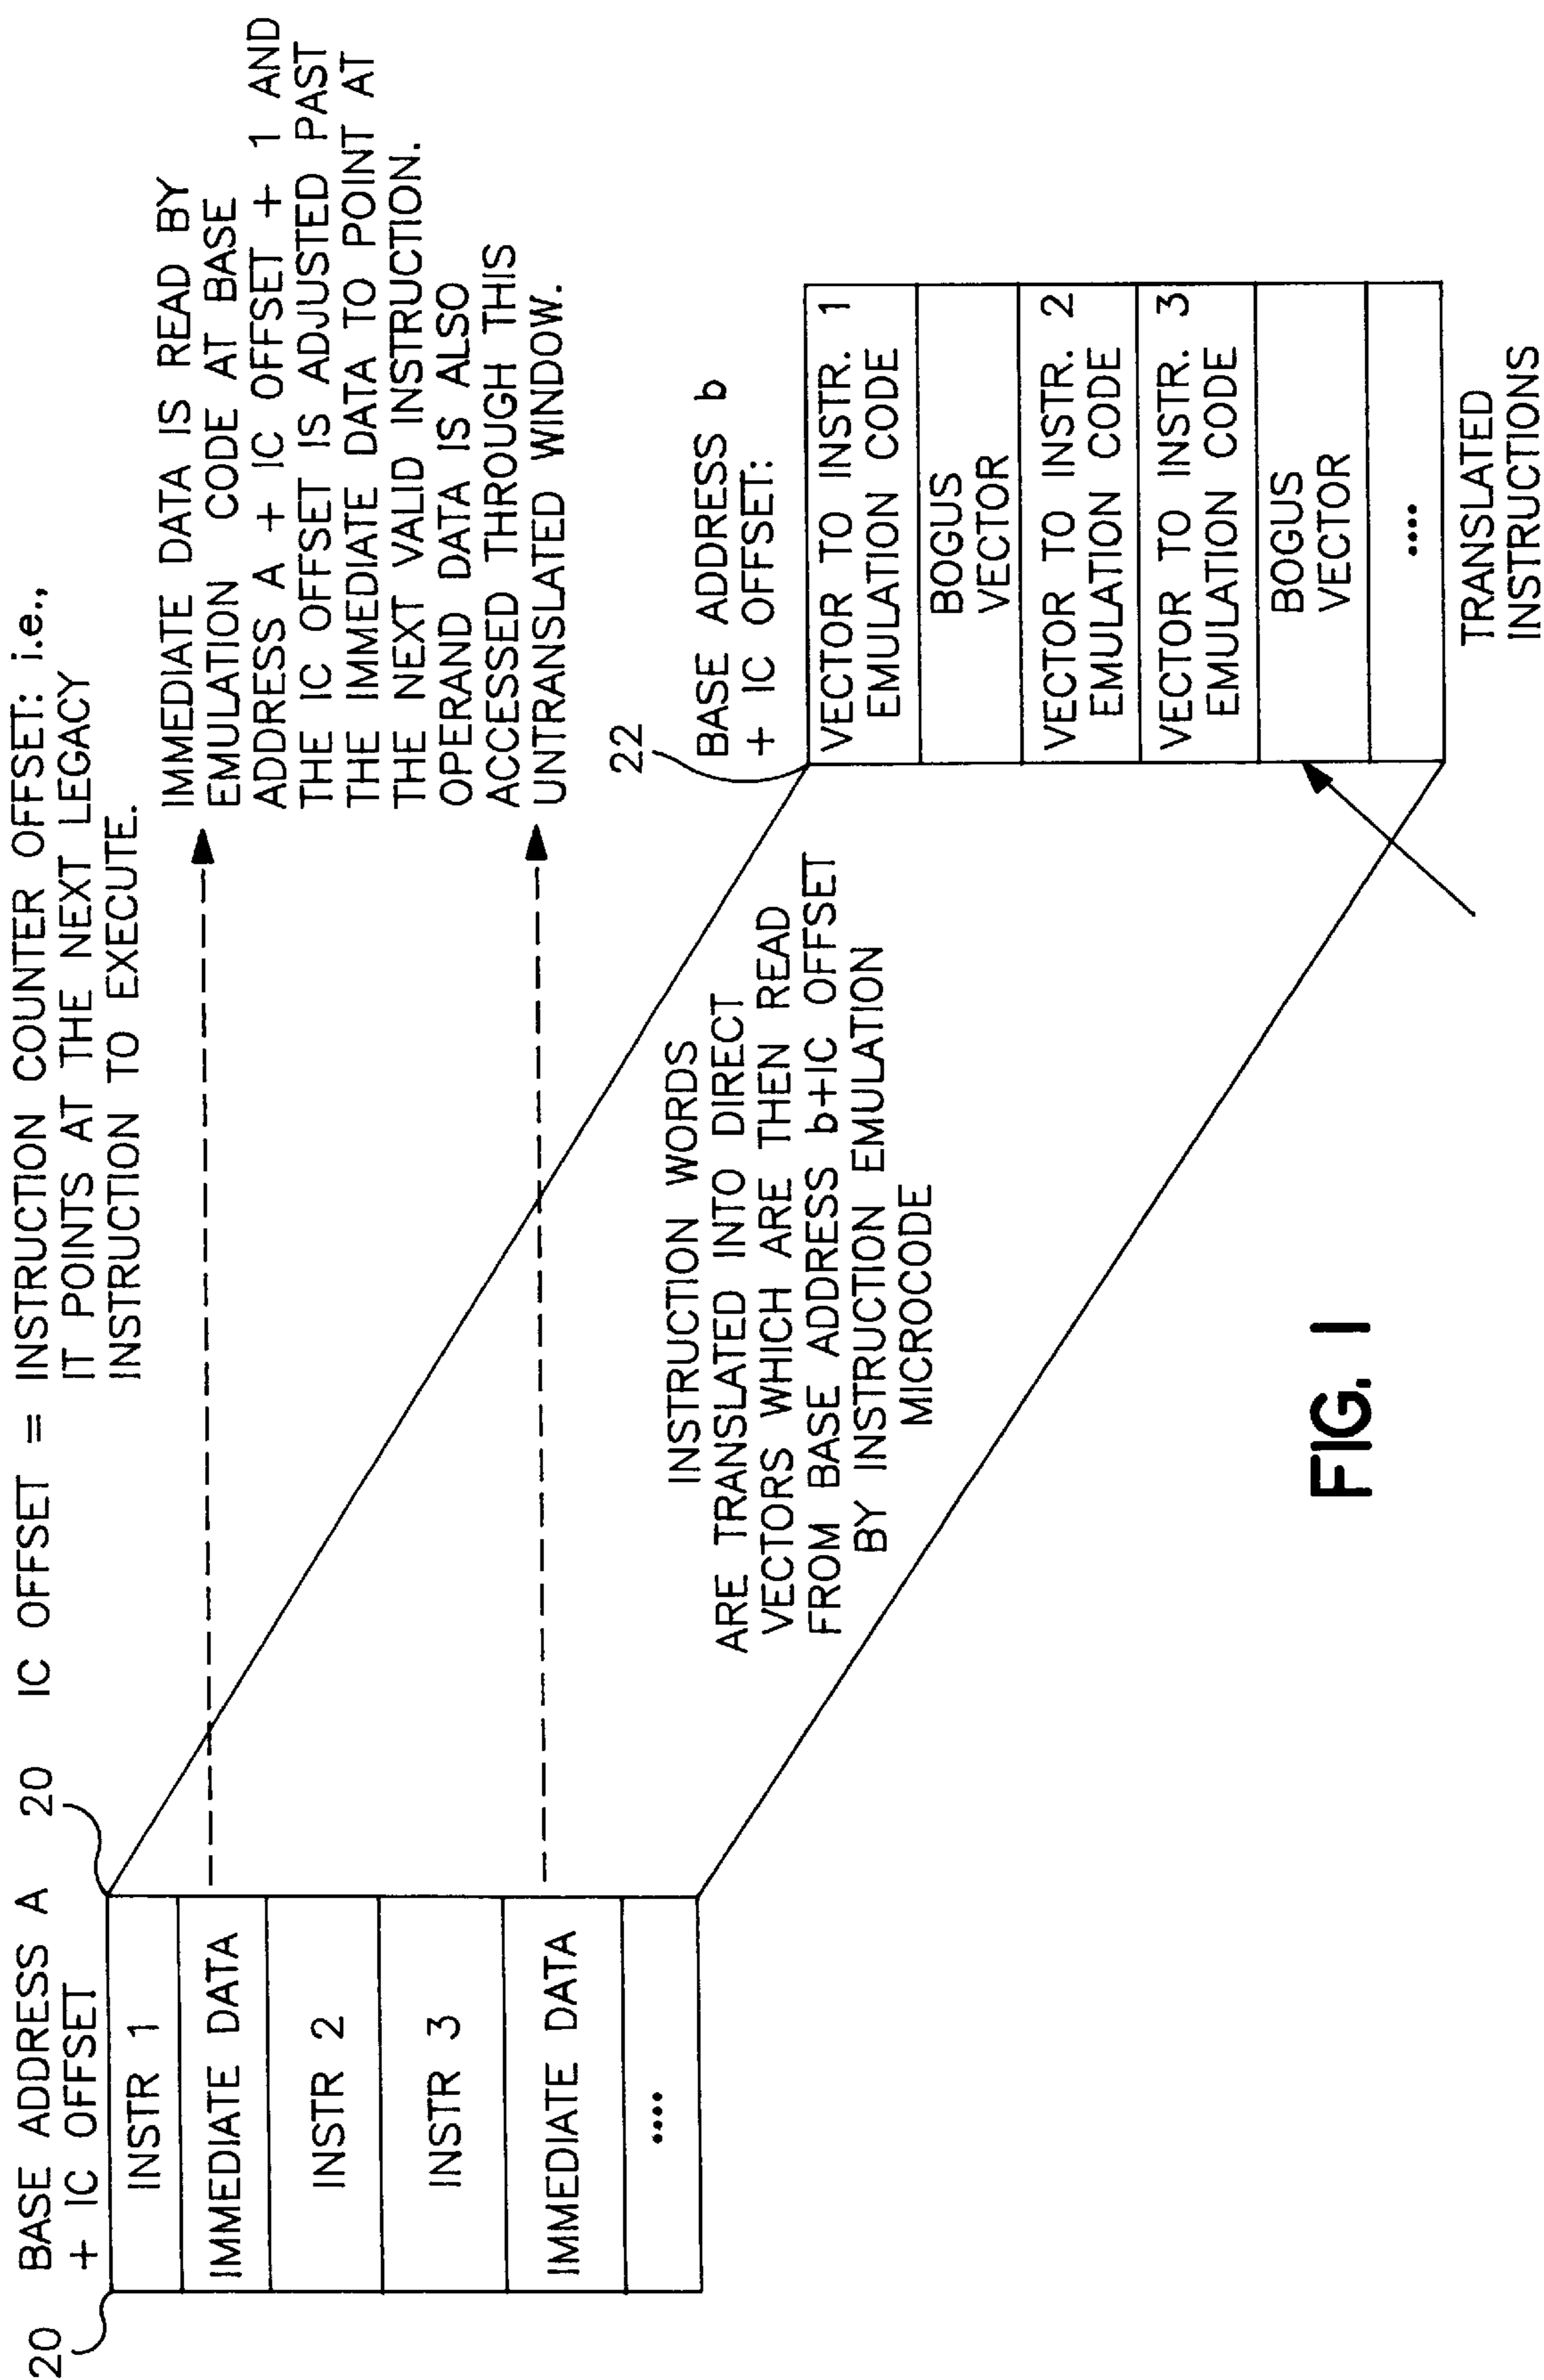 20
BASE ADDRESS A
+ IC OFFSET
20
INSTR 1
IMMEDIATE DATA
INSTR 2
INSTR 3
IMMEDIATE DATA
....
IC OFFSET = INSTRUCTION COUNTER OFFSET: i.e.,
IT POINTS AT THE NEXT LEGACY
INSTRUCTION TO EXECUTE.
IMMEDIATE DATA IS READ BY
EMULATION CODE AT BASE
ADDRESS A + IC OFFSET + 1 AND
THE IC OFFSET IS ADJUSTED PAST
THE IMMEDIATE DATA TO POINT AT
THE NEXT VALID INSTRUCTION.
OPERAND DATA IS ALSO
ACCESSED THROUGH THIS
UNTRANSLATED WINDOW.
INSTRUCTION WORDS
ARE TRANSLATED INTO DIRECT
VECTORS WHICH ARE THEN READ
FROM BASE ADDRESS b+IC OFFSET
BY INSTRUCTION EMULATION
MICROCODE
22
BASE ADDRESS b
+ IC OFFSET:
VECTOR TO INSTR. 1
EMULATION CODE
BOGUS
VECTOR
VECTOR TO INSTR. 2
EMULATION CODE
VECTOR TO INSTR. 3
EMULATION CODE
BOGUS
VECTOR
....
TRANSLATED
INSTRUCTIONS
FIG. 1